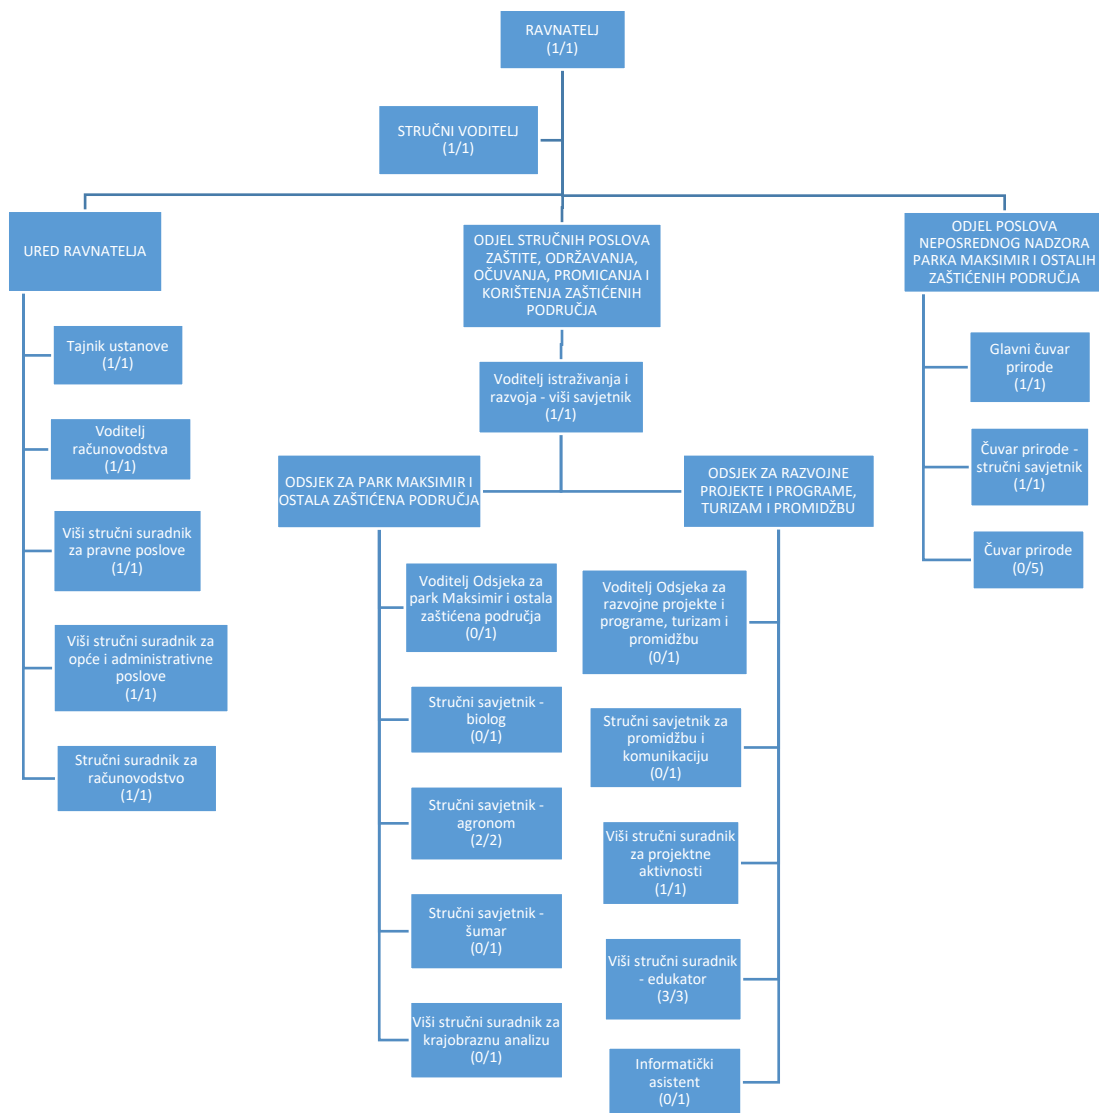 RAVNATELJ
(1/1)
STRUČNI VODITELJ
(1/1)
URED RAVNATELJA
Tajnik ustanove
(1/1)
Voditelj
računovodstva
(1/1)
Viši stručni suradnik
za pravne poslove
(1/1)
Viši stručni suradnik za
opće i administrativne
poslove
(1/1)
Stručni suradnik za
računovodstvo
(1/1)
ODJEL STRUČNIH POSLOVA
ZAŠTITE, ODRŽAVANJA,
OČUVANJA, PROMICANJA I
KORIŠTENJA ZAŠTIĆENIH
PODRUČJA
Voditelj istraživanja i
razvoja - viši savjetnik
(1/1)
ODSJEK ZA PARK MAKSIMIR I
OSTALA ZAŠTIĆENA PODRUČJA
Voditelj Odsjeka za
park Maksimir i ostala
zaštićena područja
(0/1)
Stručni savjetnik -
biolog
(0/1)
Stručni savjetnik -
agronom
(2/2)
Stručni savjetnik -
šumar
(0/1)
Viši stručni suradnik za
krajobraznu analizu
(0/1)
ODSJEK ZA RAZVOJNE
PROJEKTE I PROGRAME,
TURIZAM I PROMIDŽBU
Voditelj Odsjeka za
razvojne projekte i
programe, turizam i
promidžbu
(0/1)
Stručni savjetnik za
promidžbu i
komunikaciju
(0/1)
Viši stručni suradnik
za projektne
aktivnosti
(1/1)
Viši stručni suradnik
- edukator
(3/3)
Informatički
asistent
(0/1)
ODJEL POSLOVA
NEPOSREDNOG NADZORA
PARKA MAKSIMIR I OSTALIH
ZAŠTIĆENIH PODRUČJA
Glavni čuvar
prirode
(1/1)
Čuvar prirode -
stručni savjetnik
(1/1)
Čuvar prirode
(0/5)